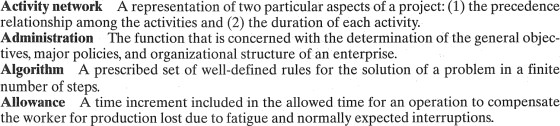 Activity network   A representation of two particular aspects of a project: (1) the precedence
relationship among the activities and (2) the duration of each activity.
Administration   The function that is concerned with the determination of the general objec-
tives, major policies, and organizational structure of an enterprise.
Algorithm   A prescribed set of well-defined rules for the solution of a problem in a finite
number of steps.
Allowance   A time increment included in the allowed time for an operation to compensate
the worker for production lost due to fatigue and normally expected interruptions.